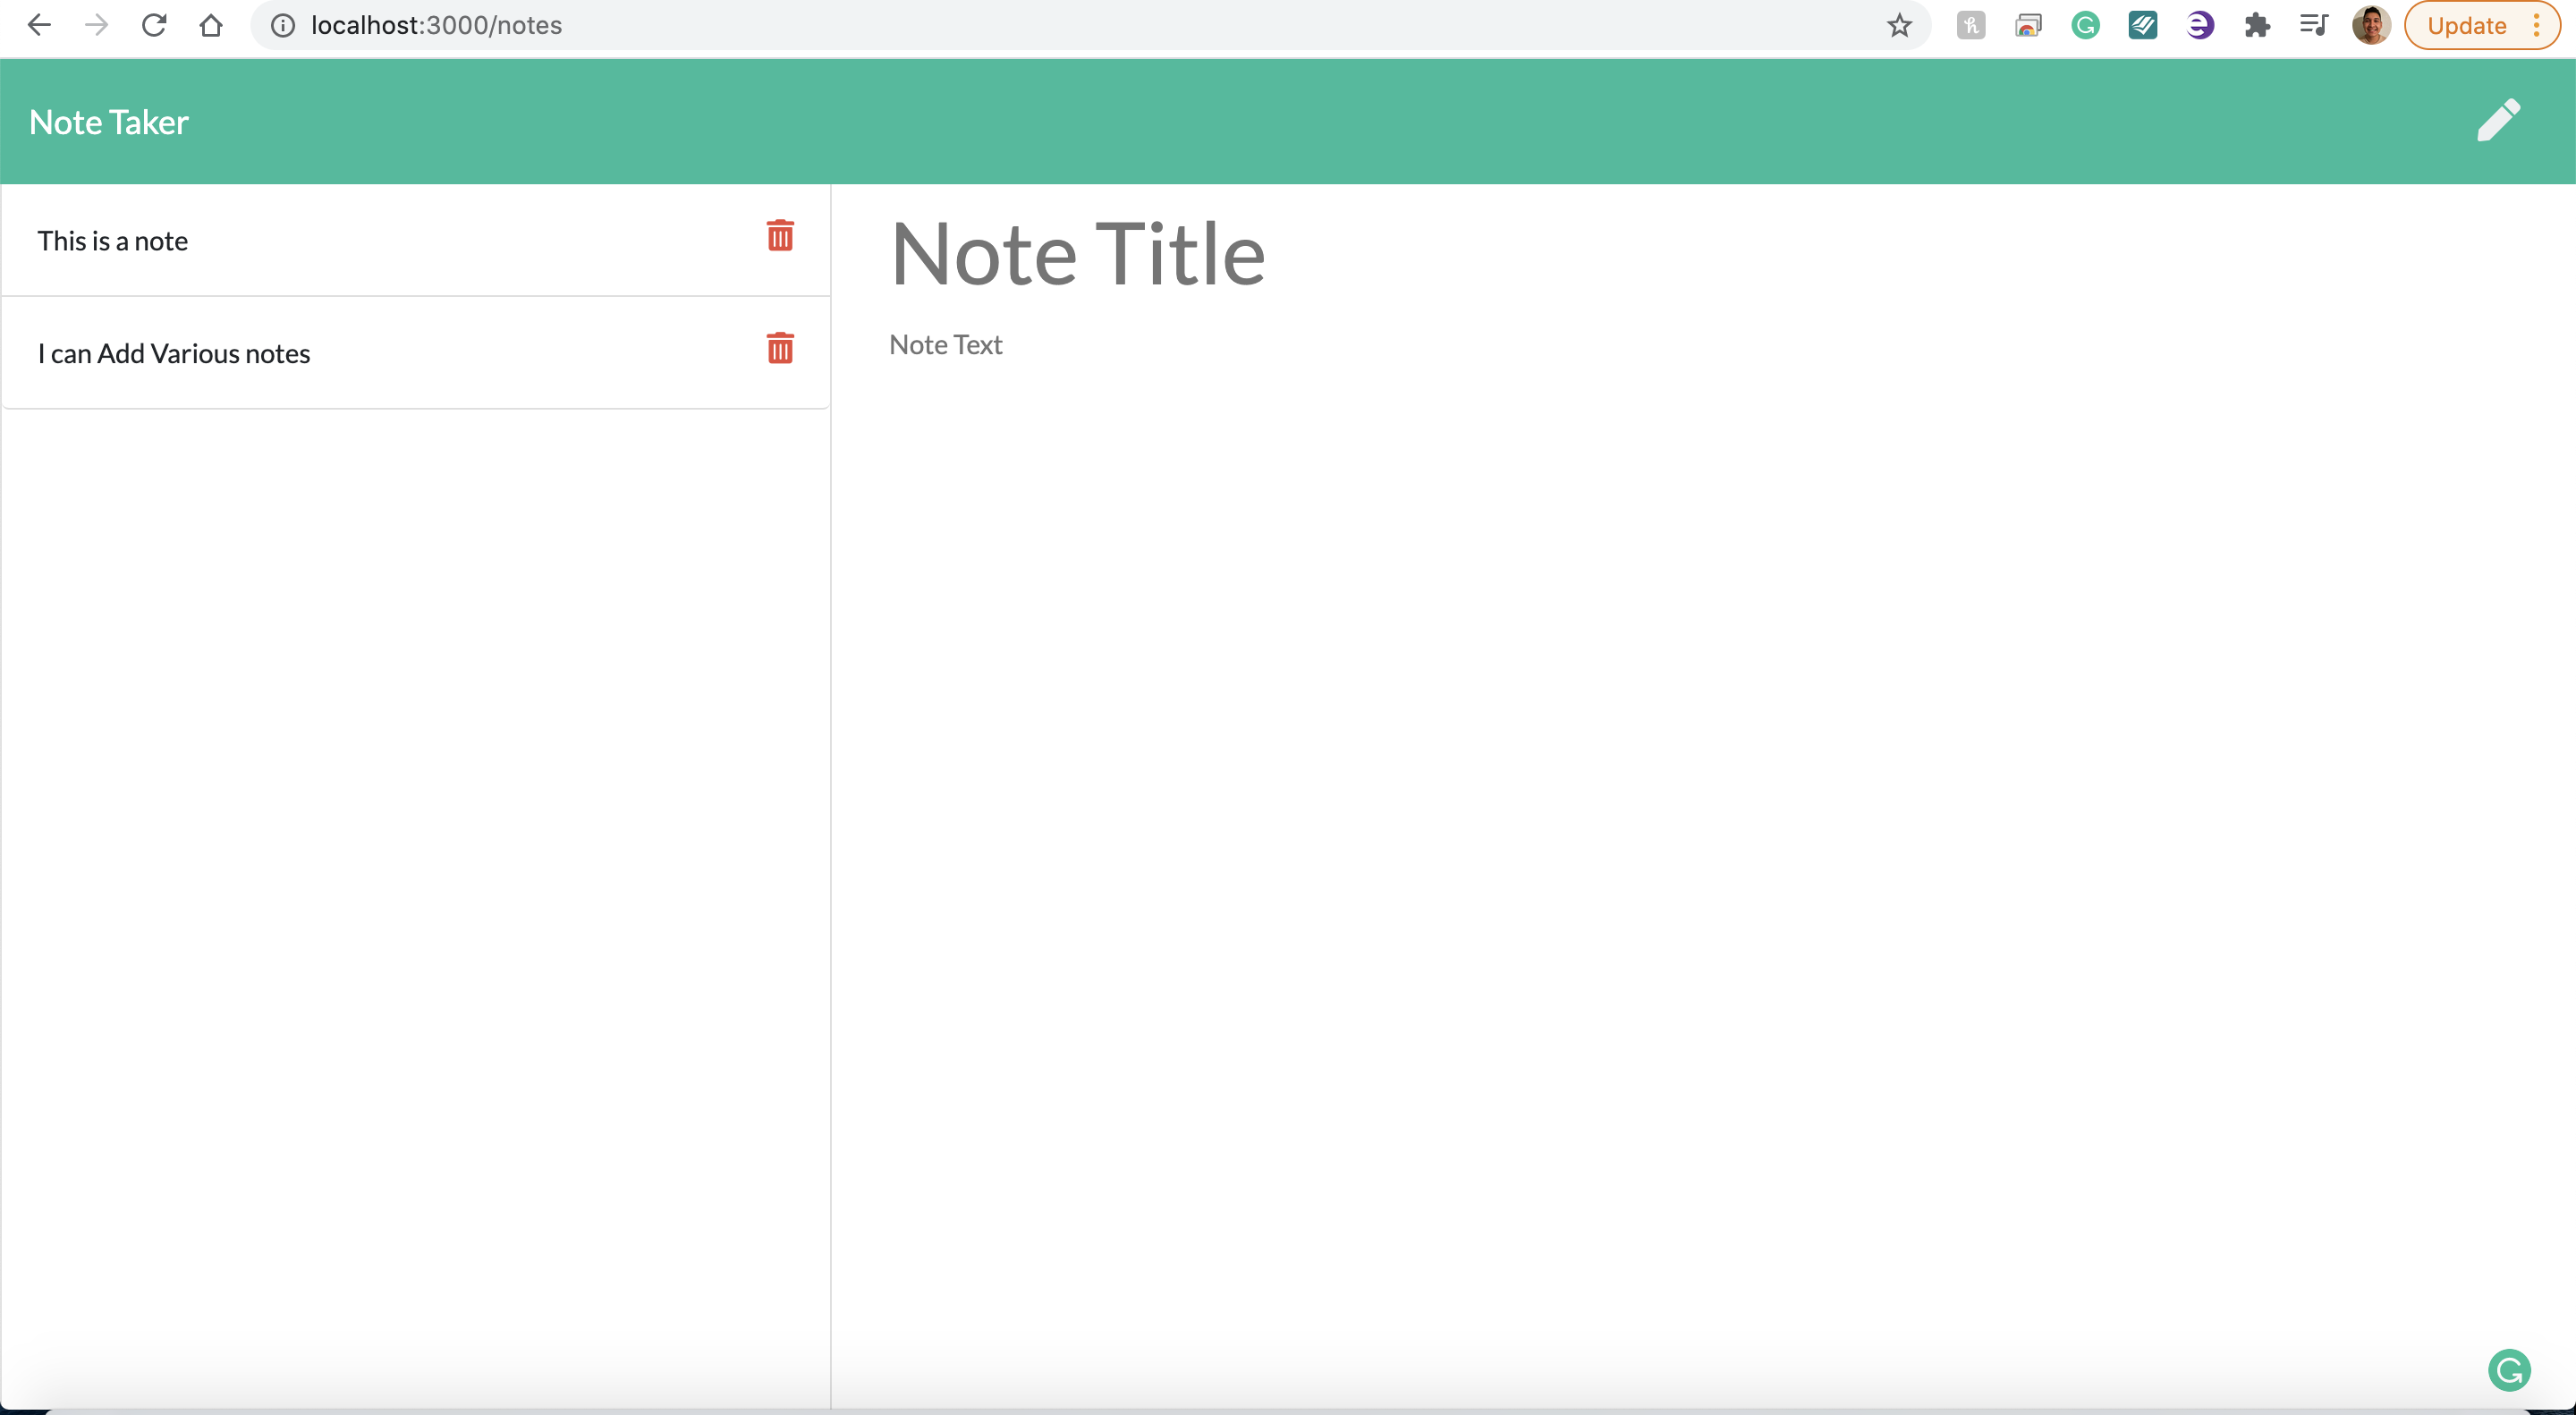 localhost:3000/notes
Update
Note Taker
This is a note
I can Add Various notes
Note Title
Note Text